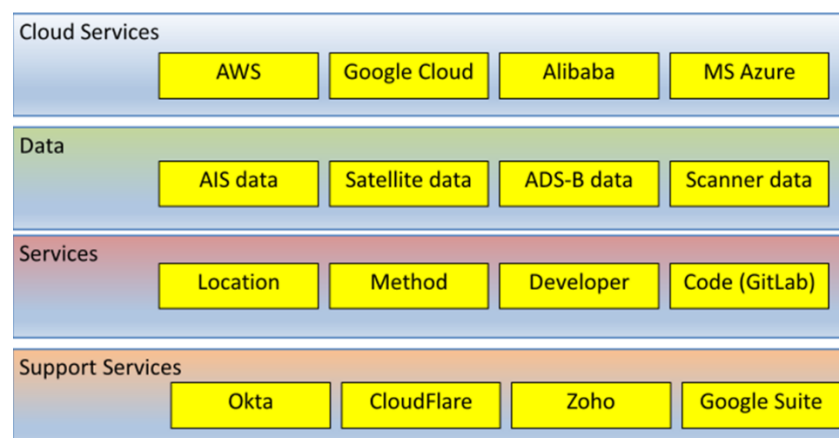 Cloud Services
AWS
Google Cloud
Alibaba
MS Azure
Data
AIS data
Satellite data
ADS-B data
Scanner data
Services
Location
Method
Developer
Code (GitLab)
Support Services
Okta
CloudFlare
Zoho
Google Suite